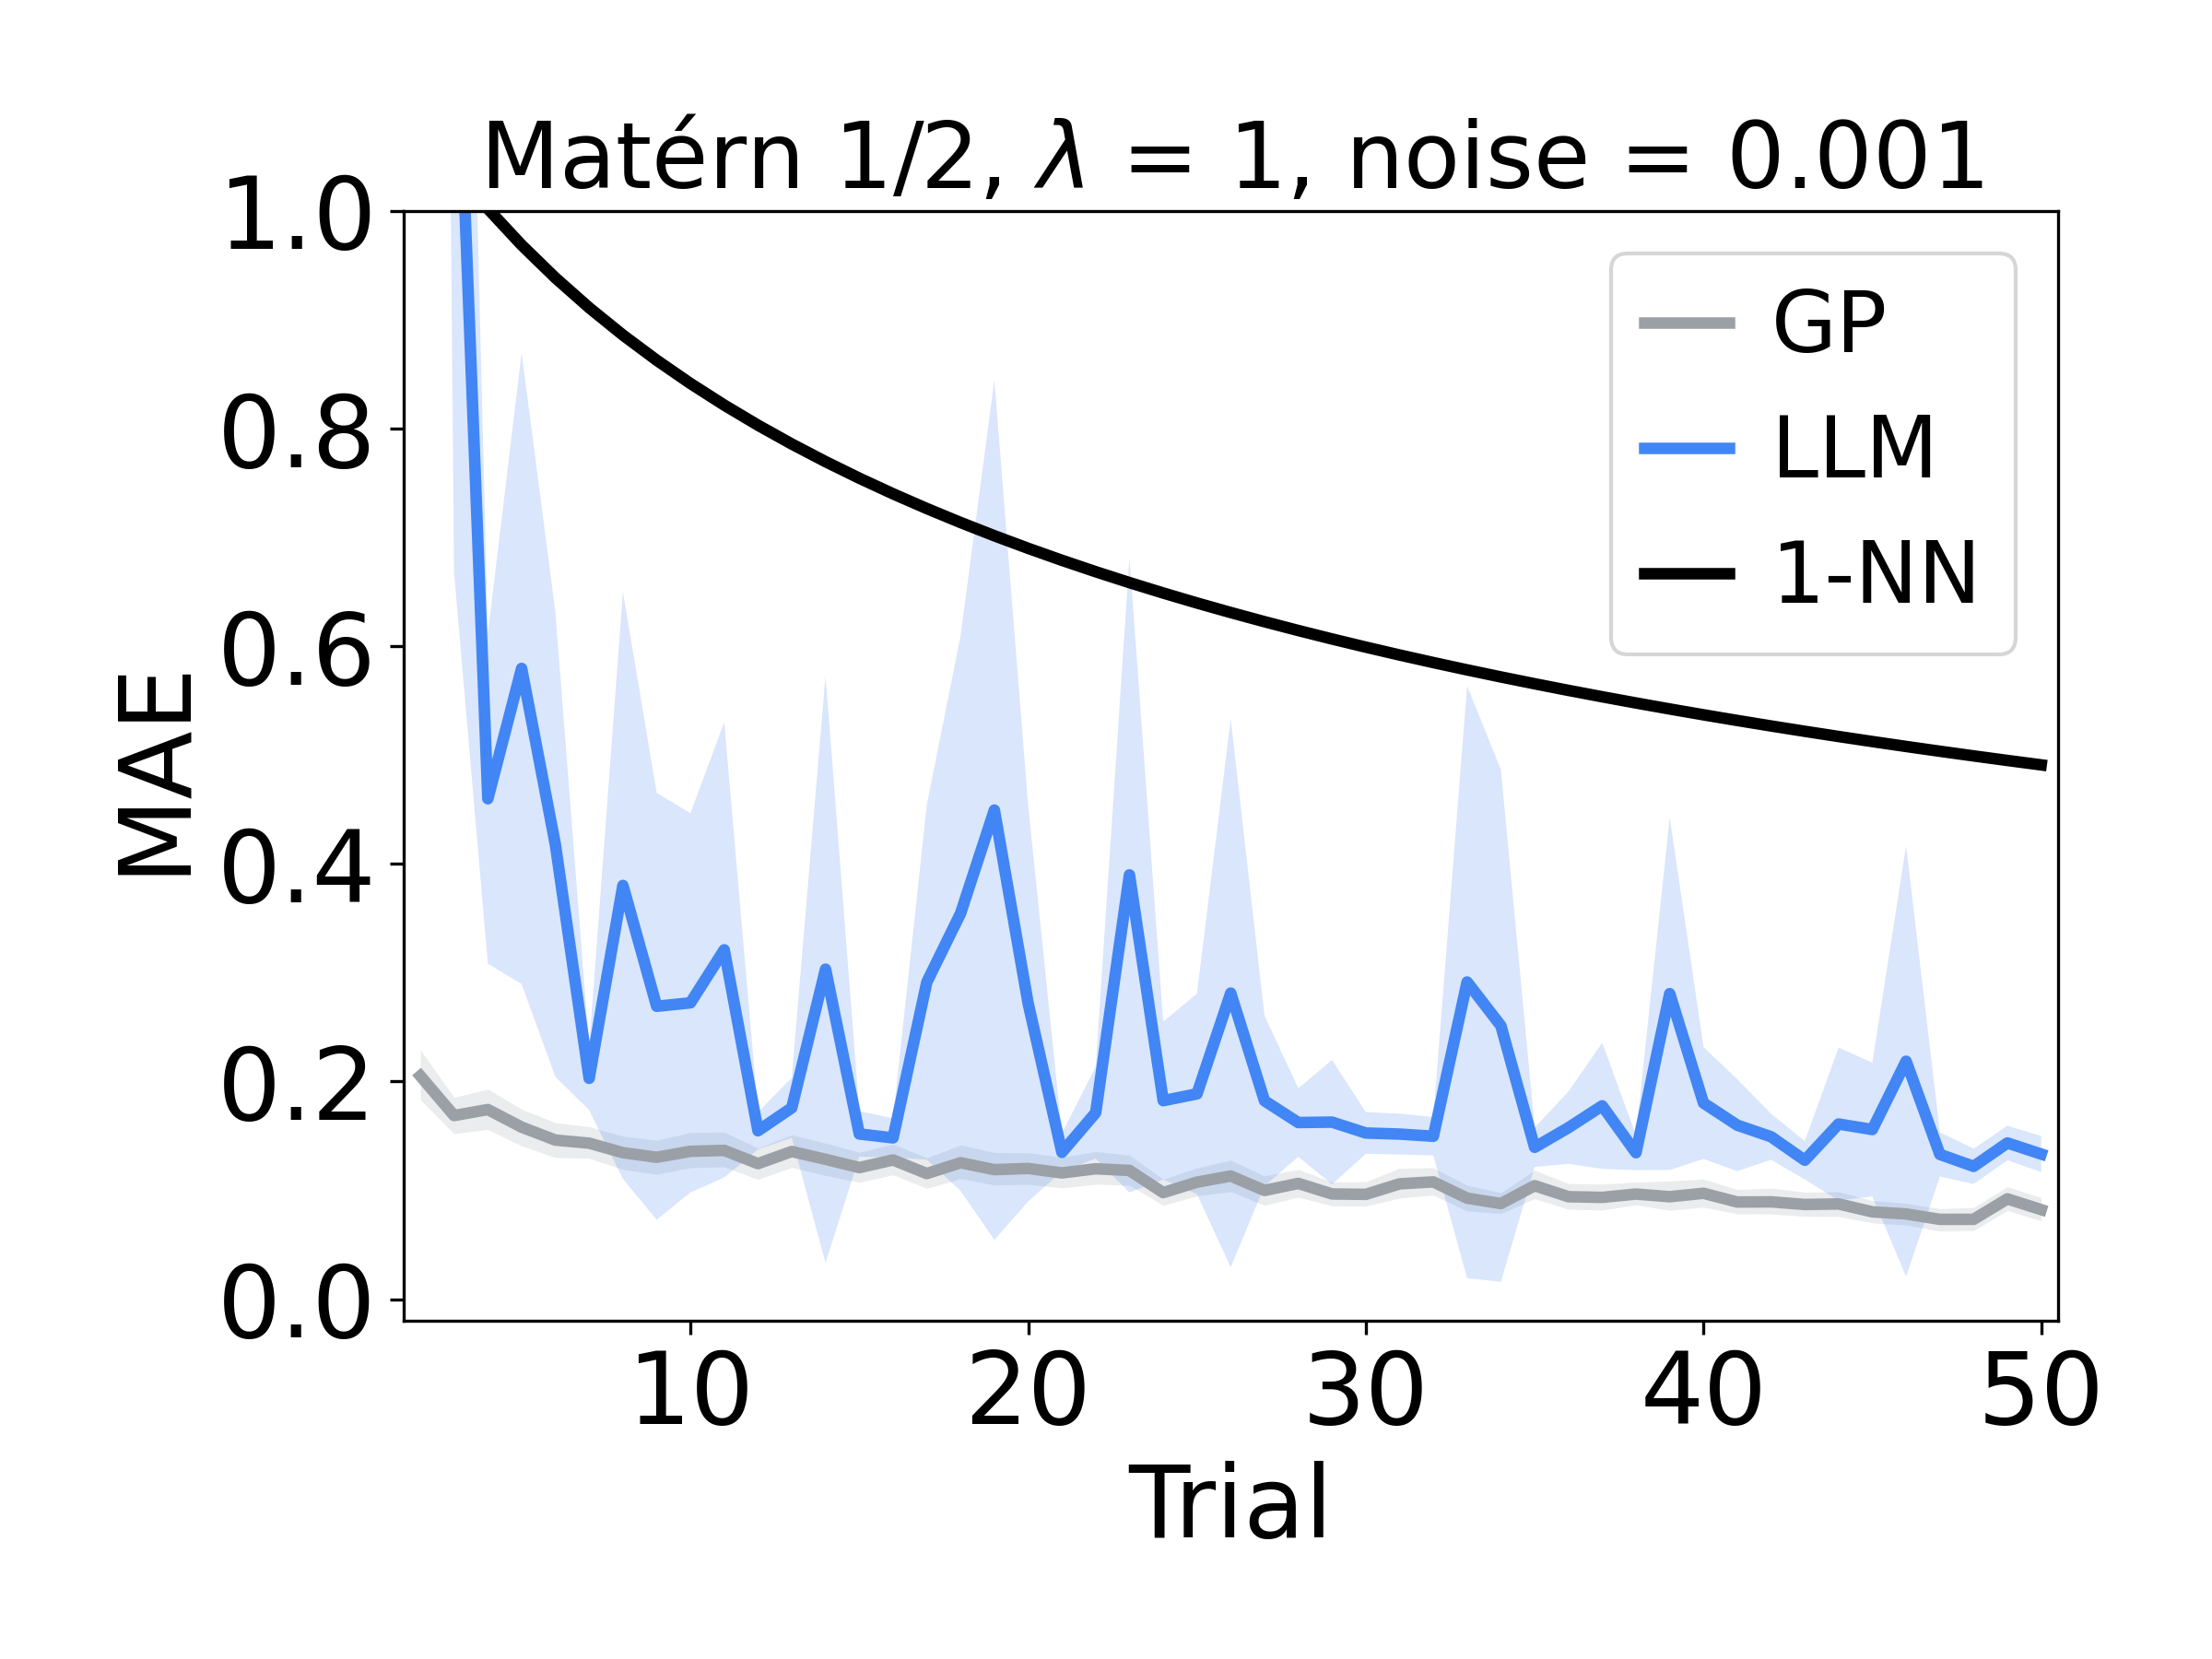 Matérn 1/2, λ = 1, noise = 0.001
1.0
0.8
0.6
0.4
0.2
0.0
MAE
GP
LLM
1-NN
10 20 30 40 50
Trial